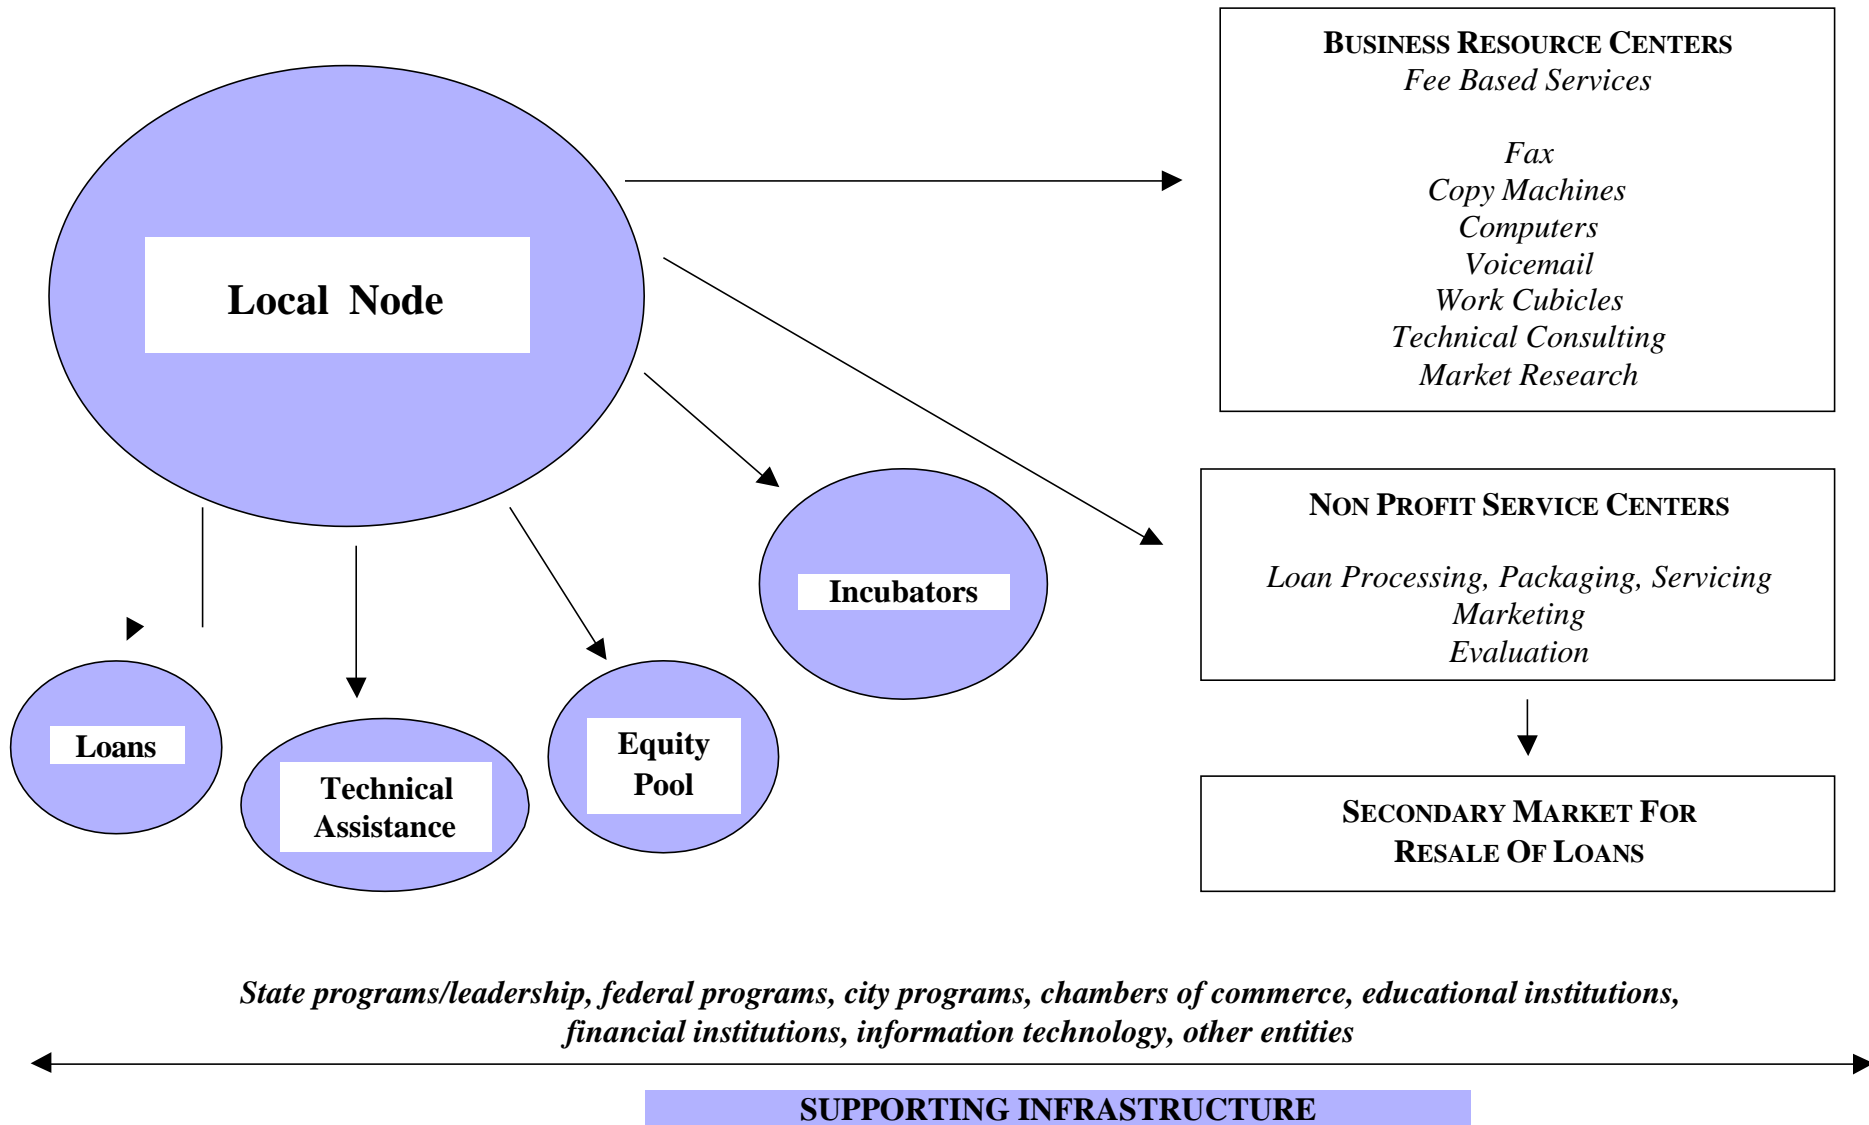 BUSINESS RESOURCE CENTERS
Fee Based Services
Fax
Copy Machines
Computers
Voicemail
Work Cubicles
Technical Consulting
Market Research
Local Node
Incubators
NON PROFIT SERVICE CENTERS
Loan Processing, Packaging, Servicing
Marketing
Evaluation
Loans
Technical
Assistance
Equity
Pool
SECONDARY MARKET FOR
RESALE OF LOANS
State programs/leadership, federal programs, city programs, chambers of commerce, educational institutions,
financial institutions, information technology, other entities
SUPPORTING INFRASTRUCTURE